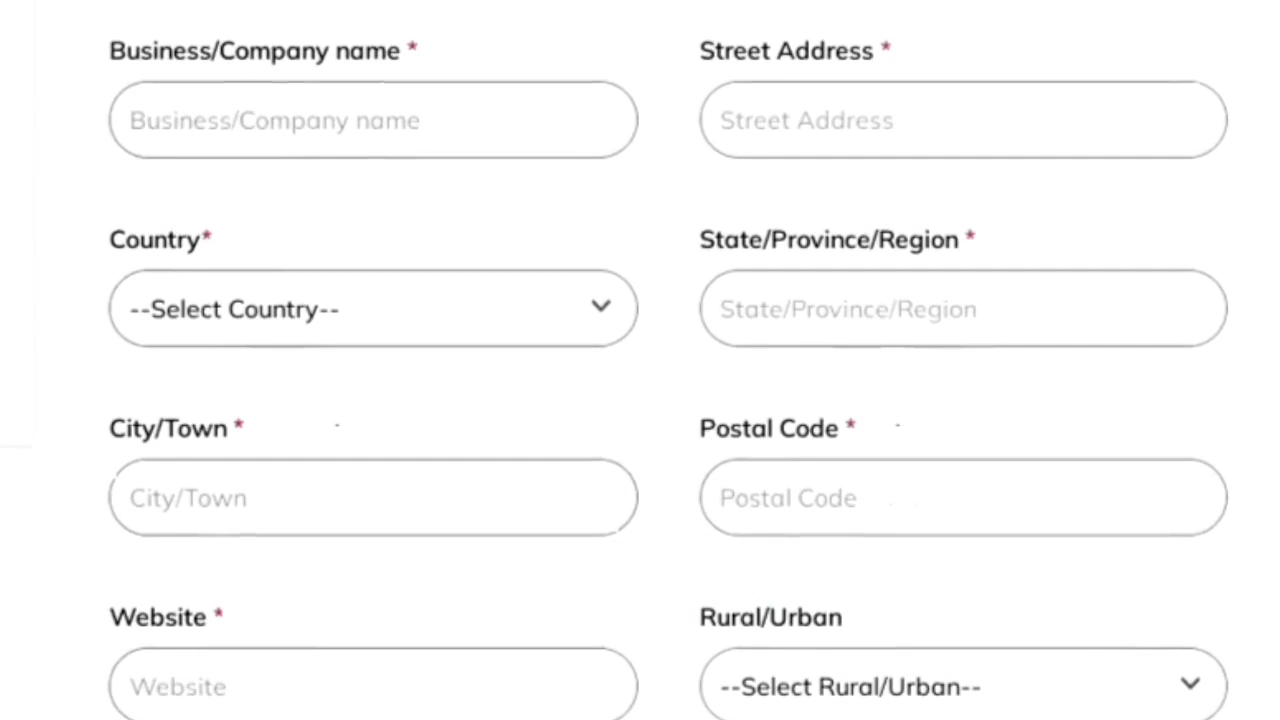 Business/Company name *
Street Address *
Business/Company name
Street Address
Country*
State/Province/Region *
--Select Country--
State/Province/Region
City/Town *
Postal Code *
City/Town
Postal Code
Website *
Rural/Urban
Website
--Select Rural/Urban--